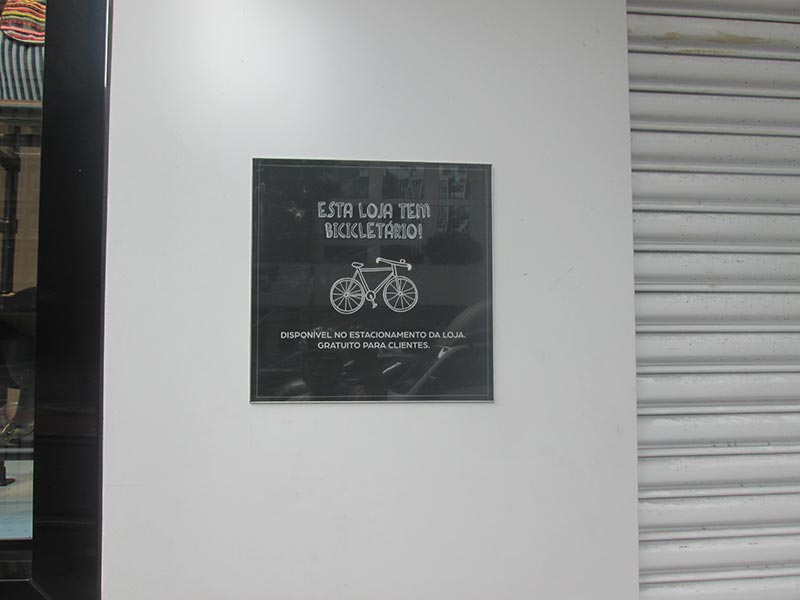 ESTA LOJA TEM
BICICLETÁRIO!
DISPONÍVEL NO ESTACIONAMENTO DA LOJA.
GRATUITO PARA CLIENTES.